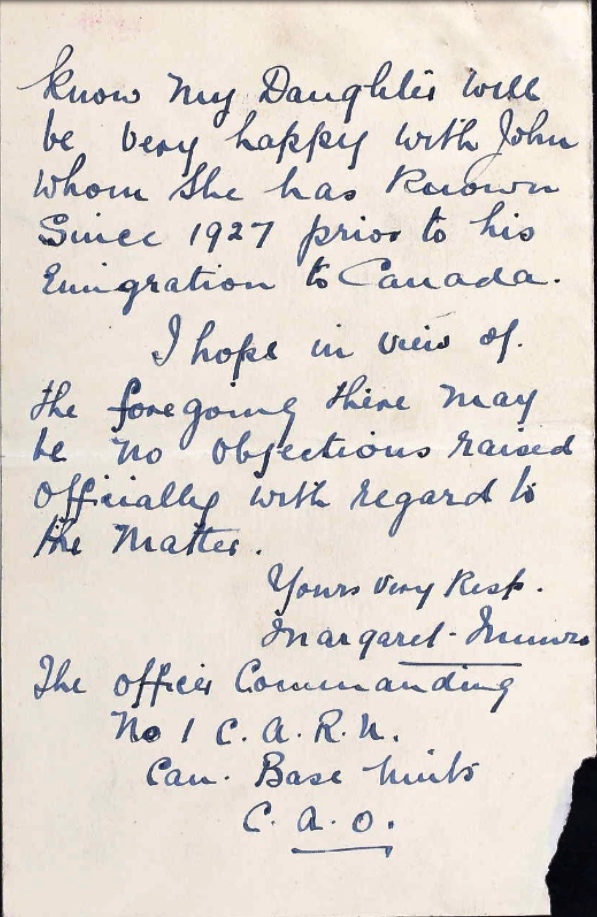 know my Daughter will
be very happy with John
whom She has known
Since 1927 prior to his
Emigration to Canada.
I hope in view of.
the foregoing there may
be no objections raised
Officially with regard to
the Matter.
Yours very Resp.
Margaret Munro
The officer Commanding
No 1 C.A.R.U.
Can. Base Units
C.A.O.